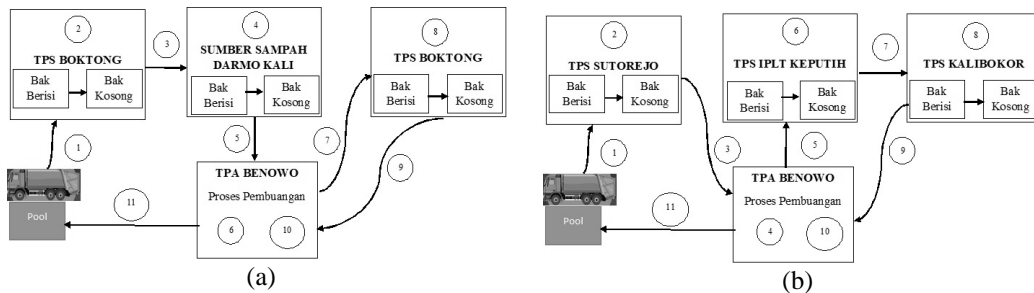 2
TPS BOKTONG
Bak Berisi
Bak Kosong
3
4
SUMBER SAMPAH
DARMO KALI
Bak Berisi
Bak Kosong
8
TPS BOKTONG
Bak Berisi
Bak Kosong
1
5
7
9
TPA BENOWO
Proses Pembuangan
6
10
11
Pool
(a)
2
TPS SUTOREJO
Bak Berisi
Bak Kosong
6
TPS IPLT KEPUTIH
Bak Berisi
Bak Kosong
7
8
TPS KALIBOKOR
Bak Berisi
Bak Kosong
1
3
5
9
TPA BENOWO
Proses Pembuangan
4
10
11
Pool
(b)